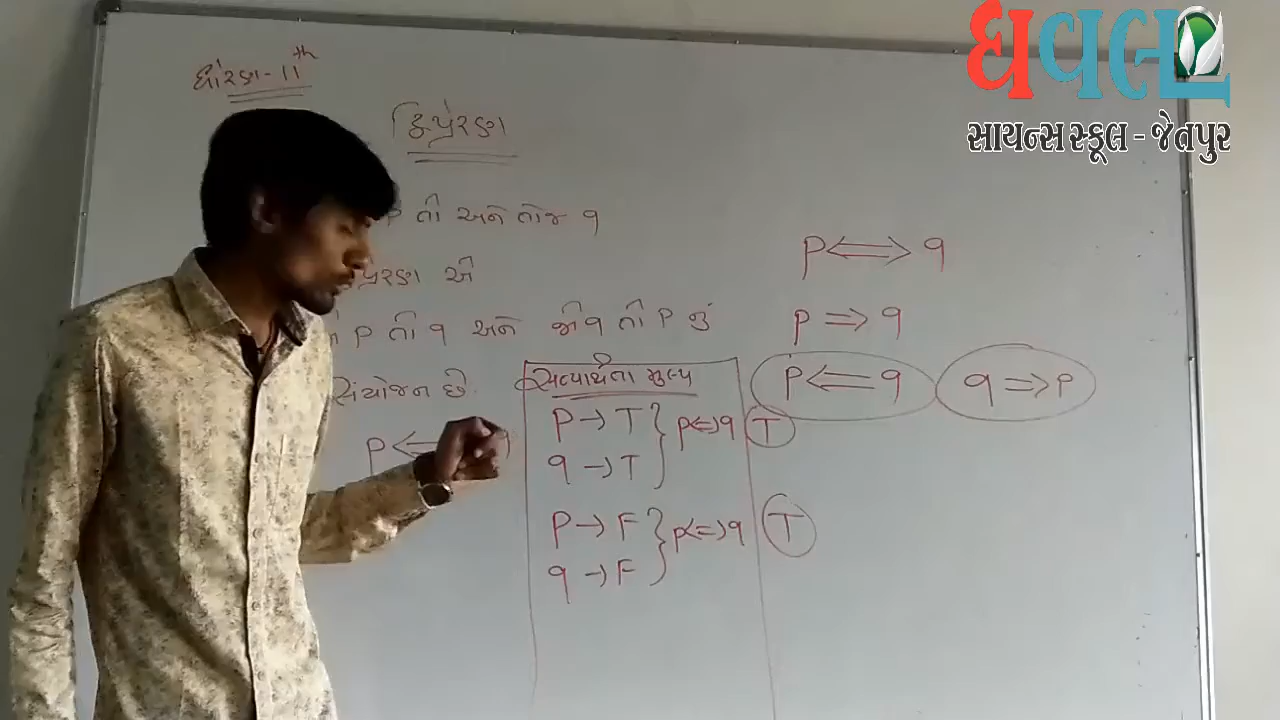 ધવલ
સાયન્સ સ્કૂલ - જેતપુર
ધોરણ - 11th
દ્વિપ્રેરણ
P તો અને તોજ q
પ્રેરણ એ
P તો q અને જો q તો P નું
સંયોજન છે.
P
સત્યાર્થતા મુલ્ય
P → T
q → T
P ⇔ q T
P → F
q → F
P ⇔ q T
P ⇔ q
P ⇒ q
P ⇐ q
q ⇒ P